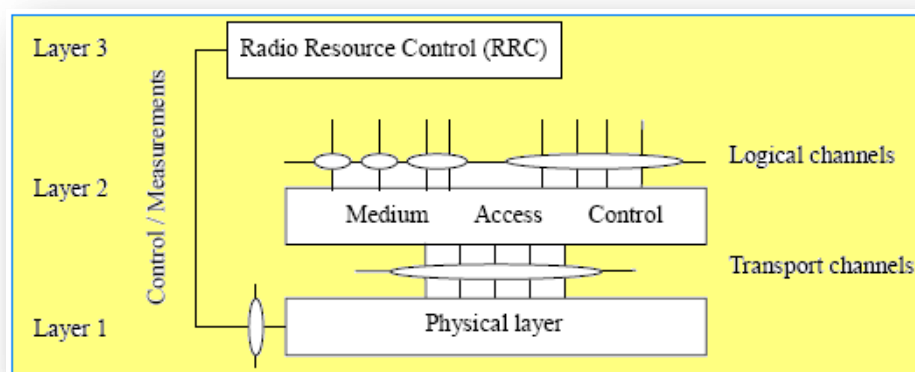 Layer 3
Radio Resource Control (RRC)
Control / Measurements
Logical channels
Layer 2
Medium Access Control
Transport channels
Layer 1
Physical layer